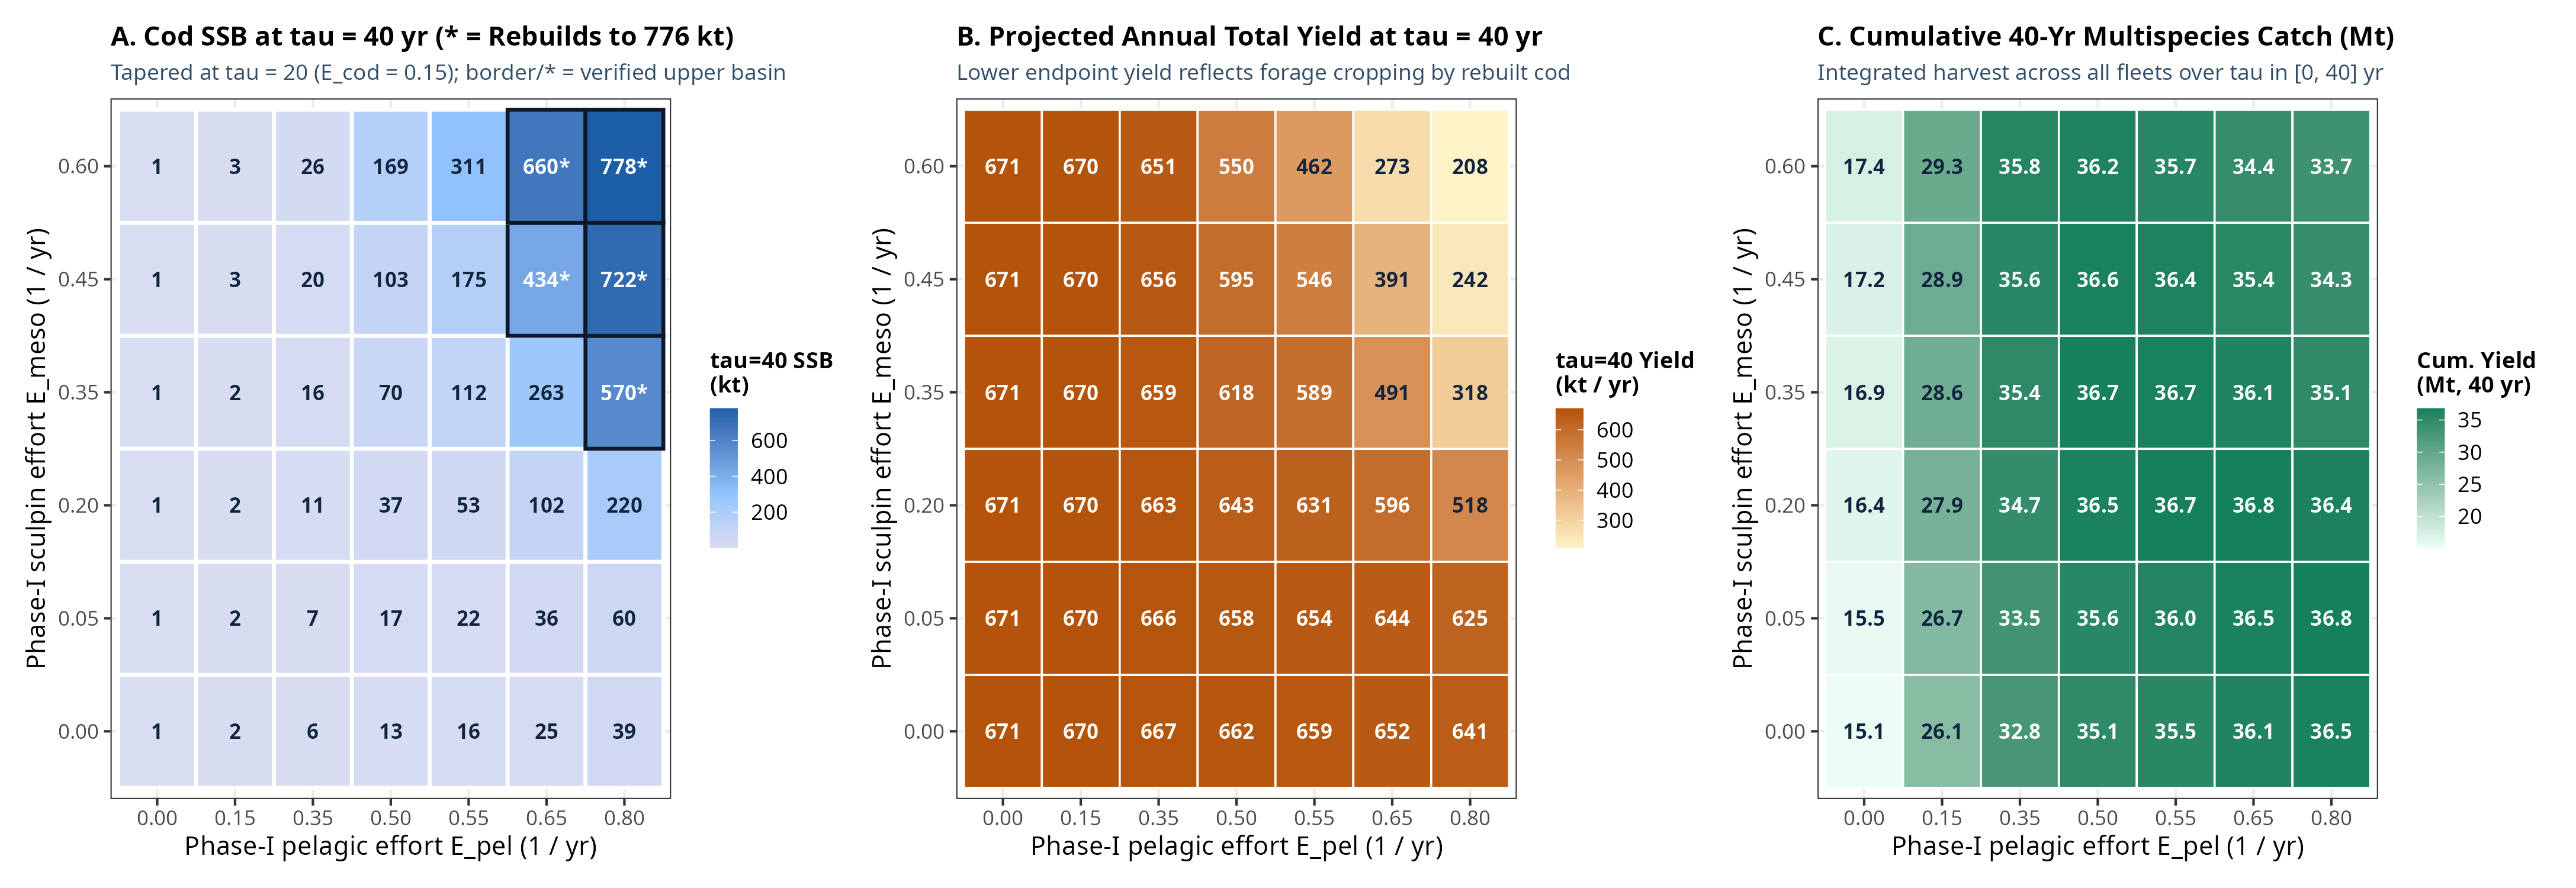 A. Cod SSB at tau = 40 yr (* = Rebuilds to 776 kt)
Tapered at tau = 20 (E_cod = 0.15); border/* = verified upper basin
Phase-I sculpin effort E_meso (1 / yr)
0.60 1 3 26 169 311 660* 778*
0.45 1 3 20 103 175 434* 722*
0.35 1 2 16 70 112 263 570*
0.20 1 2 11 37 53 102 220
0.05 1 2 7 17 22 36 60
0.00 1 2 6 13 16 25 39
0.00 0.15 0.35 0.50 0.55 0.65 0.80
Phase-I pelagic effort E_pel (1 / yr)
tau=40 SSB
(kt)
600
400
200
B. Projected Annual Total Yield at tau = 40 yr
Lower endpoint yield reflects forage cropping by rebuilt cod
Phase-I sculpin effort E_meso (1 / yr)
0.60 671 670 651 550 462 273 208
0.45 671 670 656 595 546 391 242
0.35 671 670 659 618 589 491 318
0.20 671 670 663 643 631 596 518
0.05 671 670 666 658 654 644 625
0.00 671 670 667 662 659 652 641
0.00 0.15 0.35 0.50 0.55 0.65 0.80
Phase-I pelagic effort E_pel (1 / yr)
tau=40 Yield
(kt / yr)
600
500
400
300
C. Cumulative 40-Yr Multispecies Catch (Mt)
Integrated harvest across all fleets over tau in [0, 40] yr
Phase-I sculpin effort E_meso (1 / yr)
0.60 17.4 29.3 35.8 36.2 35.7 34.4 33.7
0.45 17.2 28.9 35.6 36.6 36.4 35.4 34.3
0.35 16.9 28.6 35.4 36.7 36.7 36.1 35.1
0.20 16.4 27.9 34.7 36.5 36.7 36.8 36.4
0.05 15.5 26.7 33.5 35.6 36.0 36.5 36.8
0.00 15.1 26.1 32.8 35.1 35.5 36.1 36.5
0.00 0.15 0.35 0.50 0.55 0.65 0.80
Phase-I pelagic effort E_pel (1 / yr)
Cum. Yield
(Mt, 40 yr)
35
30
25
20